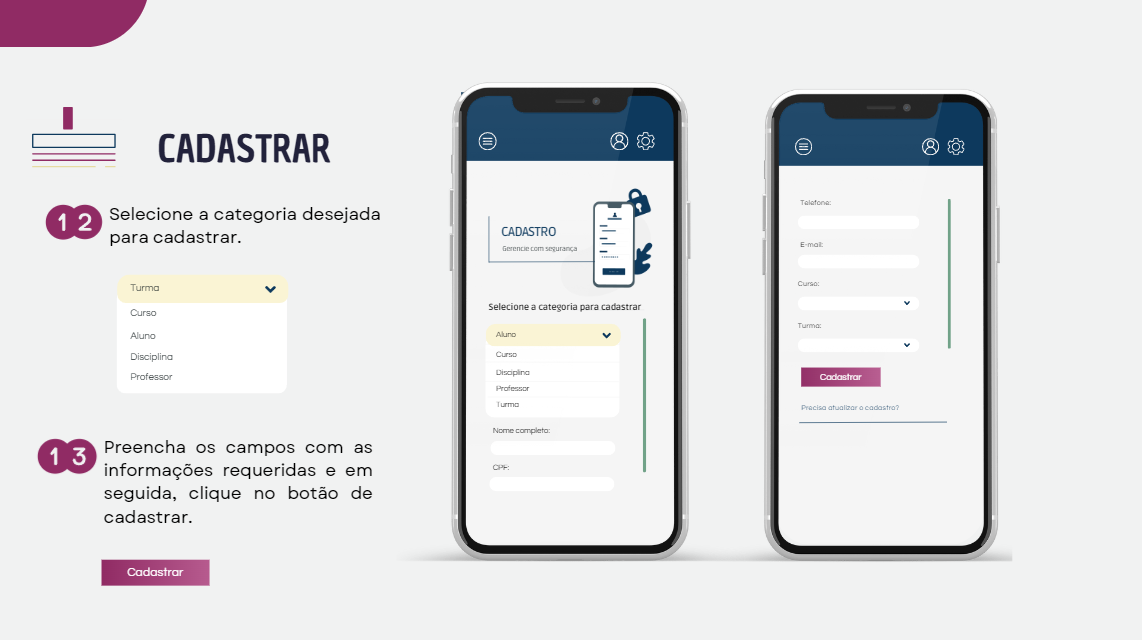 CADASTRAR
12
Selecione a categoria desejada
para cadastrar.
Turma
Curso
Aluno
Disciplina
Professor
13
Preencha os campos com as
informações requeridas e em
seguida, clique no botão de
cadastrar.
Cadastrar
CADASTRO
Gerencie com segurança
Selecione a categoria para cadastrar
Aluno
Curso
Disciplina
Professor
Turma
Nome completo:
CPF:
Telefone:
E-mail:
Curso:
Turma:
Cadastrar
Precisa atualizar o cadastro?